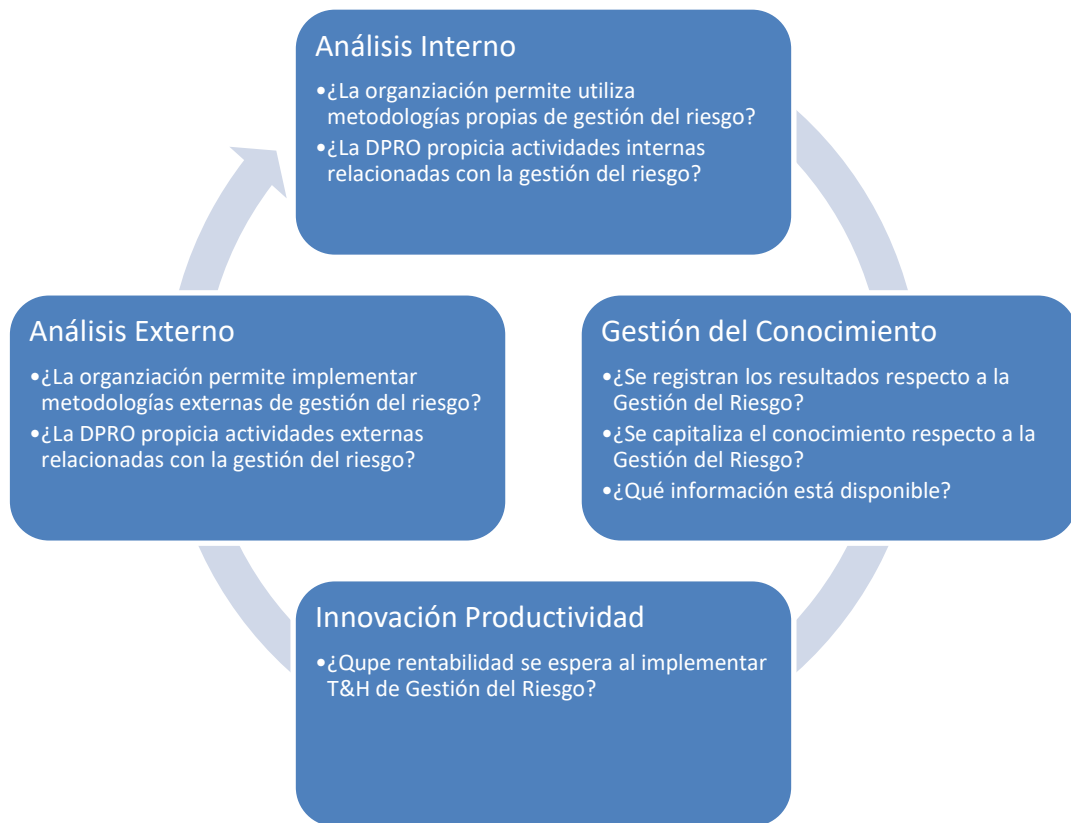 Análisis Interno
•¿La organziación permite utiliza
metodologías propias de gestión del riesgo?
•¿La DPRO propicia actividades internas
relacionadas con la gestión del riesgo?
Análisis Externo
•¿La organziación permite implementar
metodologías externas de gestión del riesgo?
•¿La DPRO propicia actividades externas
relacionadas con la gestión del riesgo?
Gestión del Conocimiento
•¿Se registran los resultados respecto a la
Gestión del Riesgo?
•¿Se capitaliza el conocimiento respecto a la
Gestión del Riesgo?
•¿Qué información está disponible?
Innovación Productividad
•¿Qupe rentabilidad se espera al implementar
T&H de Gestión del Riesgo?